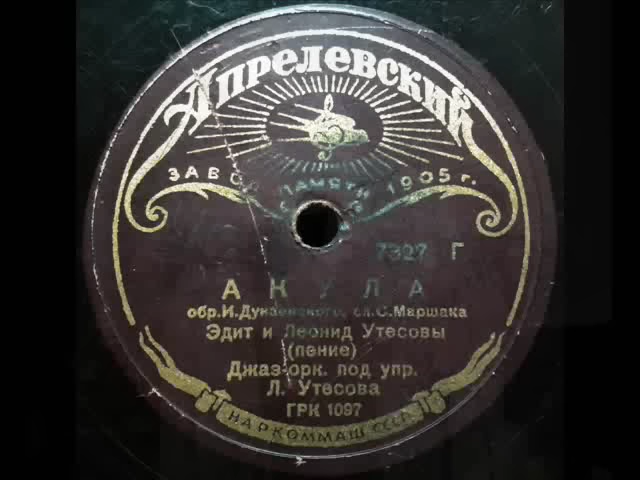 Апрелевский
ЗАВОД ПАМЯТИ 1905 г.
7327 Г
АКУЛА
обр.И.Дунаевского, сл.С.Маршака
Эдит и Леонид Утесовы
(пение)
Джаз-орк. под упр.
Л. Утесова
ГРК 1097
НАРКОММАШ СССР